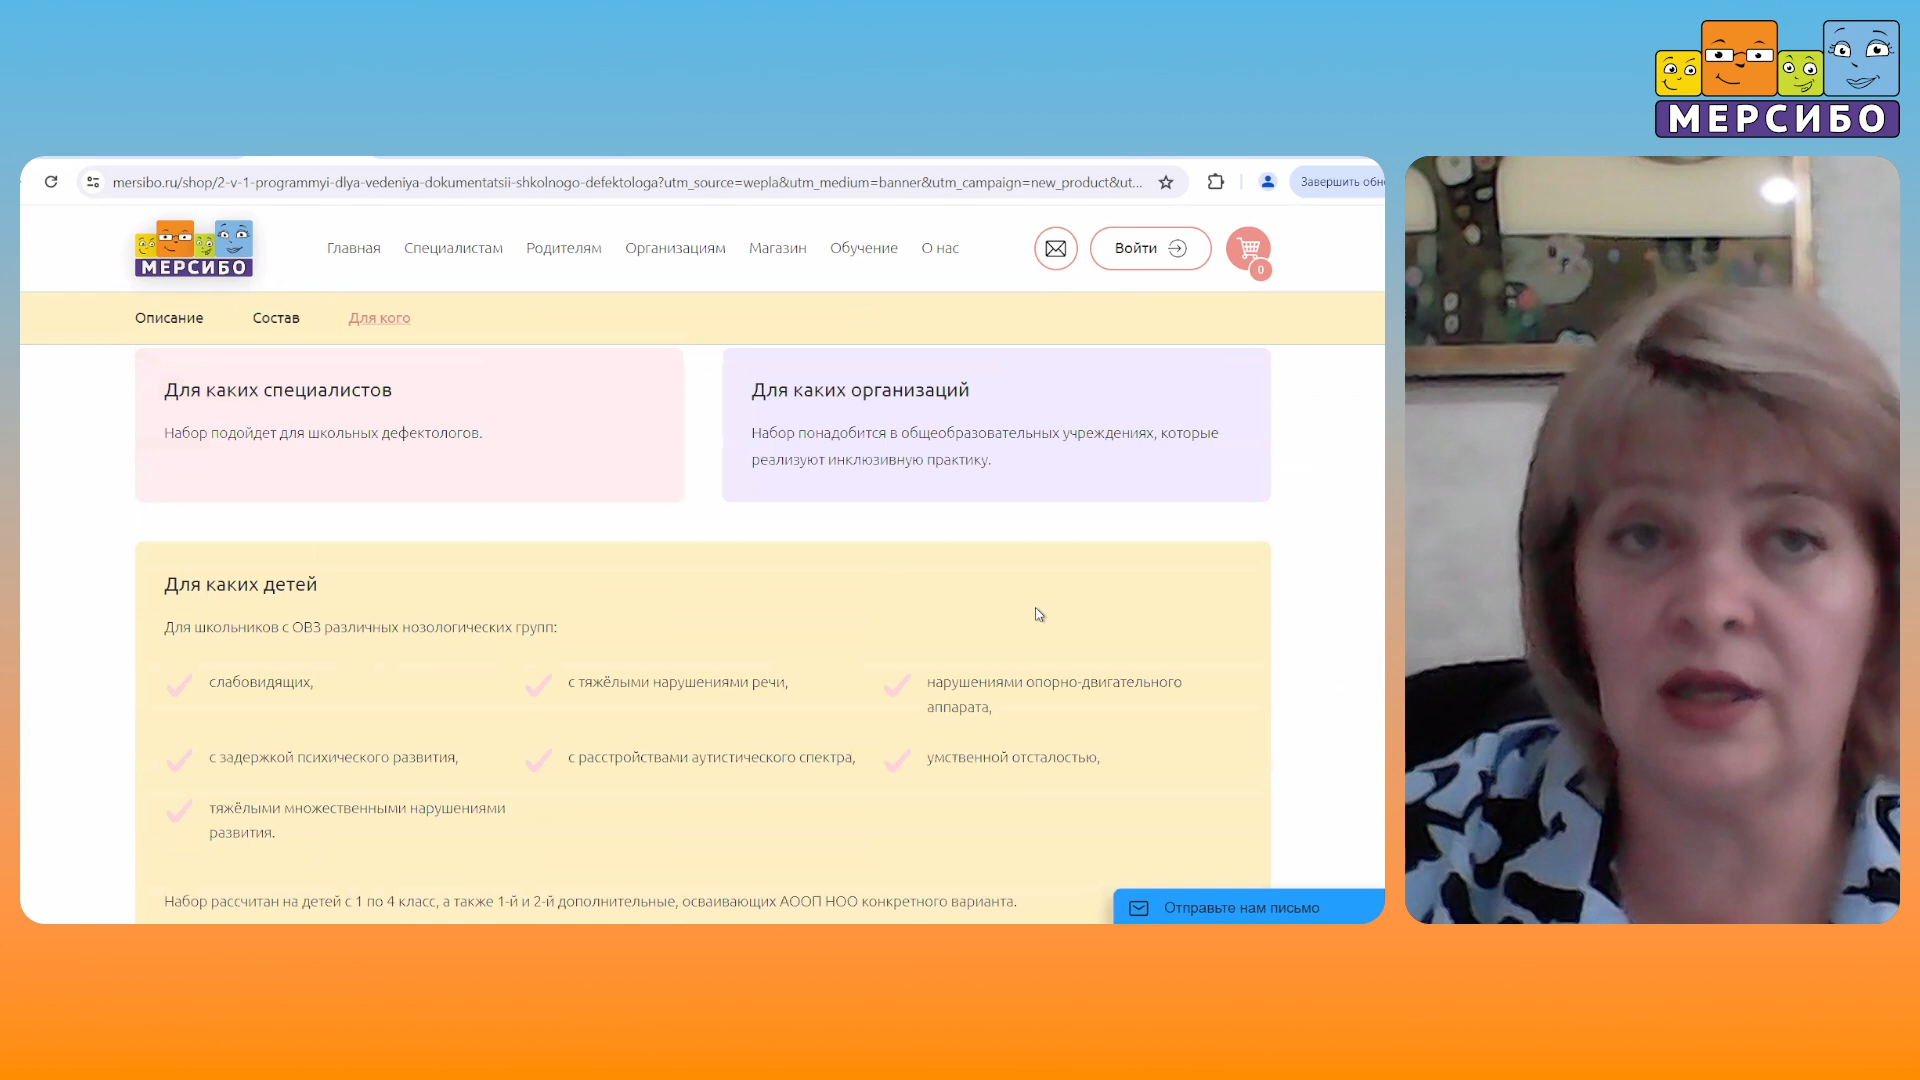 МЕРСИБО
mersibo.ru/shop/2-v-1-programmyi-dlya-vedeniya-dokumentatsii-shkolnogo-defektologa?utm_source=wepla&utm_medium=banner&utm_campaign=new_product&ut...
Завершить обно
МЕРСИБО
Главная Специалистам Родителям Организациям Магазин Обучение О нас
Войти
0
Описание Состав Для кого
Для каких специалистов
Набор подойдет для школьных дефектологов.
Для каких организаций
Набор понадобится в общеобразовательных учреждениях, которые
реализуют инклюзивную практику.
Для каких детей
Для школьников с ОВЗ различных нозологических групп:
слабовидящих,
с тяжёлыми нарушениями речи,
нарушениями опорно-двигательного
аппарата,
с задержкой психического развития,
с расстройствами аутистического спектра,
умственной отсталостью,
тяжёлыми множественными нарушениями
развития.
Набор рассчитан на детей с 1 по 4 класс, а также 1-й и 2-й дополнительные, осваивающих АООП НОО конкретного варианта.
Отправьте нам письмо